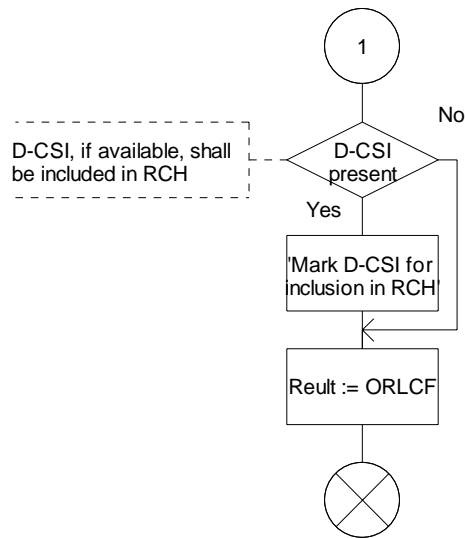 1
No
D-CSI, if available, shall
be included in RCH
D-CSI
present
Yes
'Mark D-CSI for
inclusion in RCH'
Reult := ORLCF